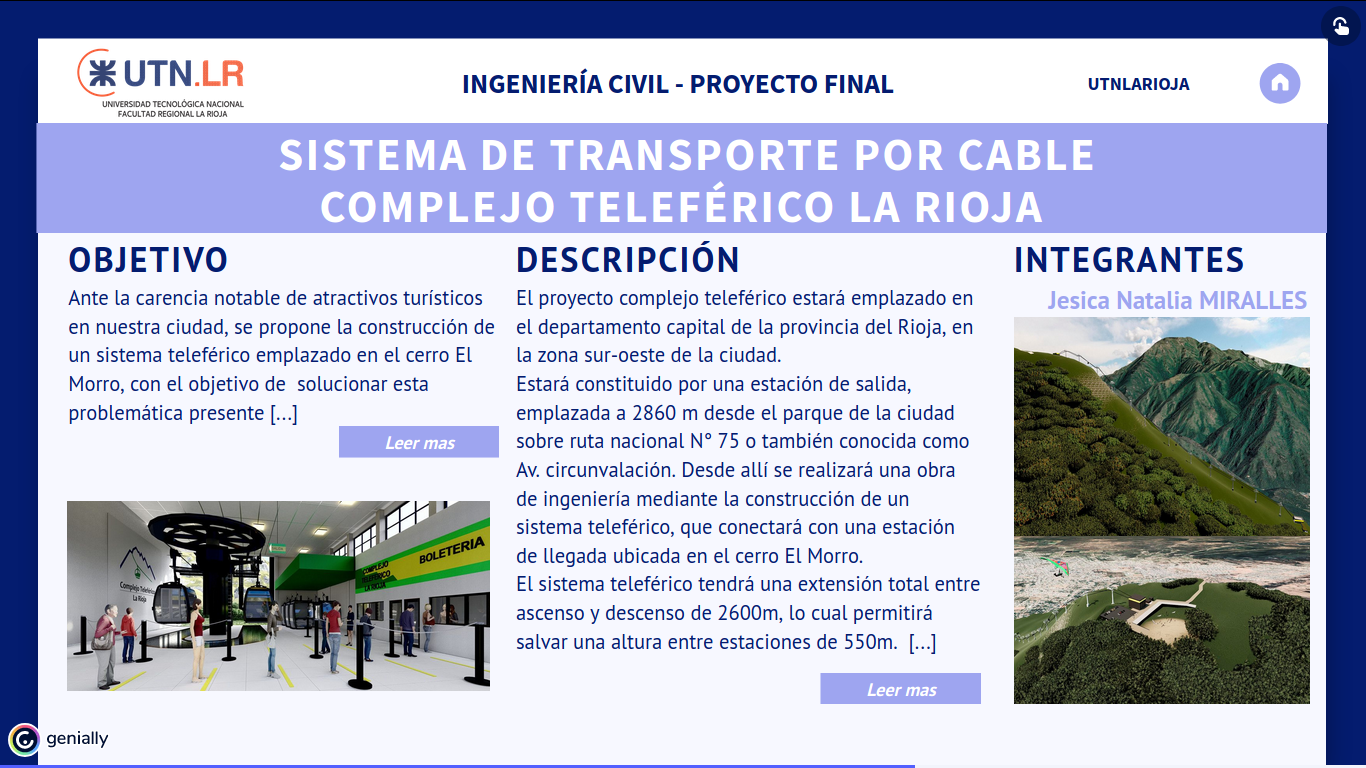 UTN.LR
UNIVERSIDAD TECNOLÓGICA NACIONAL
FACULTAD REGIONAL LA RIOJA
INGENIERÍA CIVIL - PROYECTO FINAL
UTNLARIOJA
SISTEMA DE TRANSPORTE POR CABLE
COMPLEJO TELEFÉRICO LA RIOJA
OBJETIVO
Ante la carencia notable de atractivos turísticos
en nuestra ciudad, se propone la construcción de
un sistema teleférico emplazado en el cerro El
Morro, con el objetivo de  solucionar esta
problemática presente [...]
Leer mas
Complejo Teleférico
La Rioja
COMPLEJO
TELEFÉRICO
LA RIOJA
BOLETERIA
DESCRIPCIÓN
El proyecto complejo teleférico estará emplazado en
el departamento capital de la provincia del Rioja, en
la zona sur-oeste de la ciudad.
Estará constituido por una estación de salida,
emplazada a 2860 m desde el parque de la ciudad
sobre ruta nacional N° 75 o también conocida como
Av. circunvalación. Desde allí se realizará una obra
de ingeniería mediante la construcción de un
sistema teleférico, que conectará con una estación
de llegada ubicada en el cerro El Morro.
El sistema teleférico tendrá una extensión total entre
ascenso y descenso de 2600m, lo cual permitirá
salvar una altura entre estaciones de 550m.  [...]
Leer mas
INTEGRANTES
Jesica Natalia MIRALLES
genially